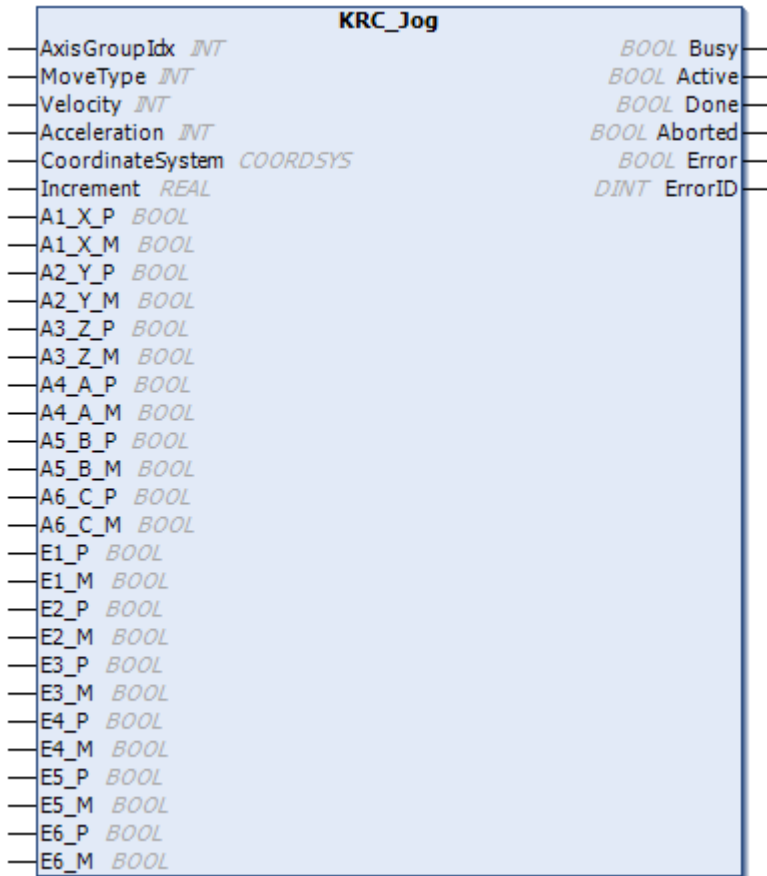 KRC_Jog
AxisGroupIdx INT BOOL Busy
MoveType INT BOOL Active
Velocity INT BOOL Done
Acceleration INT BOOL Aborted
CoordinateSystem COORDSYS BOOL Error
Increment REAL DINT ErrorID
A1_X_P BOOL
A1_X_M BOOL
A2_Y_P BOOL
A2_Y_M BOOL
A3_Z_P BOOL
A3_Z_M BOOL
A4_A_P BOOL
A4_A_M BOOL
A5_B_P BOOL
A5_B_M BOOL
A6_C_P BOOL
A6_C_M BOOL
E1_P BOOL
E1_M BOOL
E2_P BOOL
E2_M BOOL
E3_P BOOL
E3_M BOOL
E4_P BOOL
E4_M BOOL
E5_P BOOL
E5_M BOOL
E6_P BOOL
E6_M BOOL